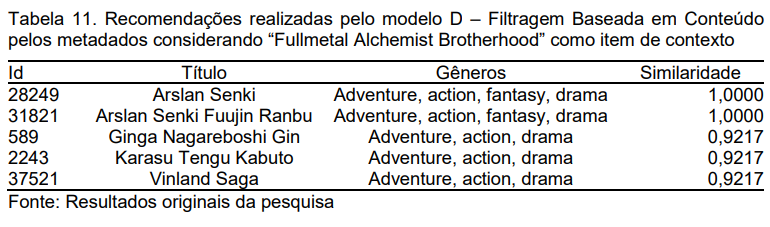 Tabela 11. Recomendações realizadas pelo modelo D – Filtragem Baseada em Conteúdo
pelos metadados considerando “Fullmetal Alchemist Brotherhood” como item de contexto
Id Título Gêneros Similaridade
28249 Arslan Senki Adventure, action, fantasy, drama 1,0000
31821 Arslan Senki Fuujin Ranbu Adventure, action, fantasy, drama 1,0000
589 Ginga Nagareboshi Gin Adventure, action, drama 0,9217
2243 Karasu Tengu Kabuto Adventure, action, drama 0,9217
37521 Vinland Saga Adventure, action, drama 0,9217
Fonte: Resultados originais da pesquisa